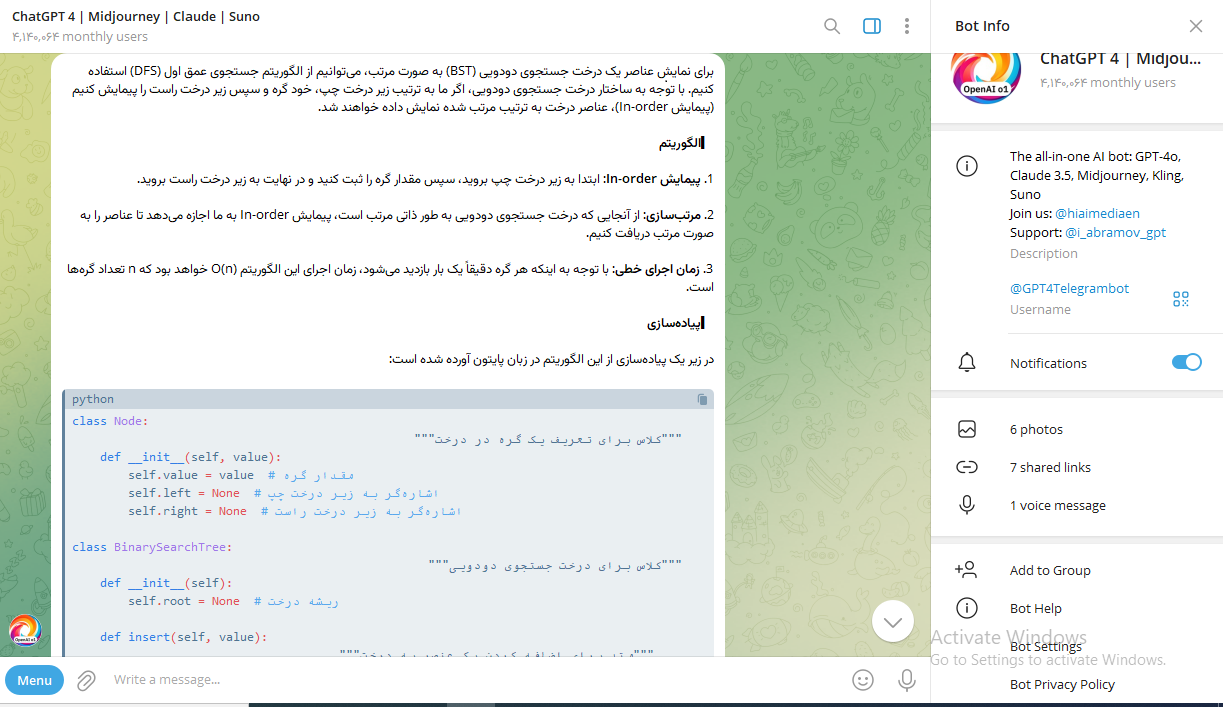 ChatGPT 4 | Midjourney | Claude | Suno
۴,۱۴۰,۰۶۴ monthly users
برای نمایش عناصر یک درخت جستجوی دودویی (BST) به صورت مرتب، می‌توانیم از الگوریتم جستجوی عمق اول (DFS) استفاده
کنیم. با توجه به ساختار درخت جستجوی دودویی، اگر ما به ترتیب زیر درخت چپ، خود گره و سپس زیر درخت راست را پیمایش کنیم
(پیمایش In-order)، عناصر درخت به ترتیب مرتب شده نمایش داده خواهند شد.
الگوریتم
1. پیمایش In-order: ابتدا به زیر درخت چپ بروید، سپس مقدار گره را ثبت کنید و در نهایت به زیر درخت راست بروید.
2. مرتب‌سازی: از آنجایی که درخت جستجوی دودویی به طور ذاتی مرتب است، پیمایش In-order به ما اجازه می‌دهد تا عناصر را به
صورت مرتب دریافت کنیم.
3. زمان اجرای خطی: با توجه به اینکه هر گره دقیقاً یک بار بازدید می‌شود، زمان اجرای این الگوریتم O(n) خواهد بود که n تعداد گره‌ها
است.
پیاده‌سازی
در زیر یک پیاده‌سازی از این الگوریتم در زبان پایتون آورده شده است:
python
class Node:
"""کلاس برای تعریف یک گره در درخت"""
def __init__(self, value):
self.value = value # مقدار گره
self.left = None # اشاره‌گر به زیر درخت چپ
self.right = None # اشاره‌گر به زیر درخت راست
class BinarySearchTree:
"""کلاس برای درخت جستجوی دودویی"""
def __init__(self):
self.root = None # ریشه درخت
def insert(self, value):
"""متد برای اضافه کردن یک عنصر به درخت"""
Menu
Write a message...
Bot Info
ChatGPT 4 | Midjou...
۴,۱۴۰,۰۶۴ monthly users
OpenAI o1
The all-in-one AI bot: GPT-4o,
Claude 3.5, Midjourney, Kling,
Suno
Join us: @hiaimediaen
Support: @i_abramov_gpt
Description
@GPT4Telegrambot
Username
Notifications
6 photos
7 shared links
1 voice message
Add to Group
Bot Help
Activate Windows
Bot Settings
Go to Settings to activate Windows.
Bot Privacy Policy
OpenAI o1